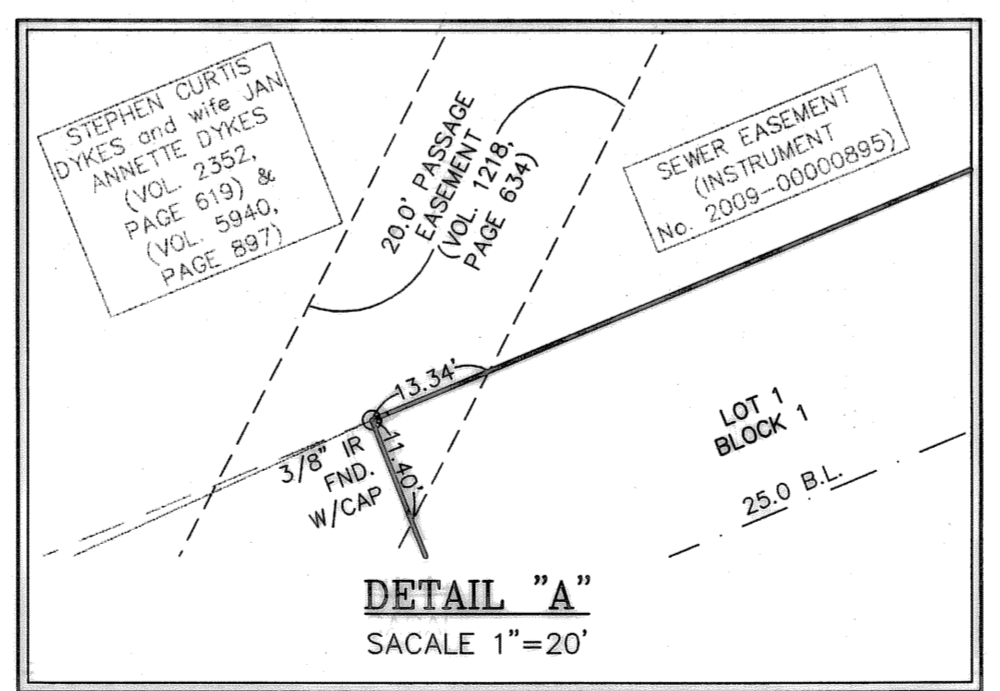 STEPHEN CURTIS
DYKES and wife JAN
ANNETTE DYKES
(VOL. 2352,
PAGE 619) &
(VOL. 5940,
PAGE 897)
20.0' PASSAGE
EASEMENT
(VOL. 1218,
PAGE 634)
SEWER EASEMENT
(INSTRUMENT
No. 2009-00000895)
13.34'
11.40'
3/8" IR
FND.
W/CAP
LOT 1
BLOCK 1
25.0 B.L.
DETAIL "A"
SACALE 1"=20'